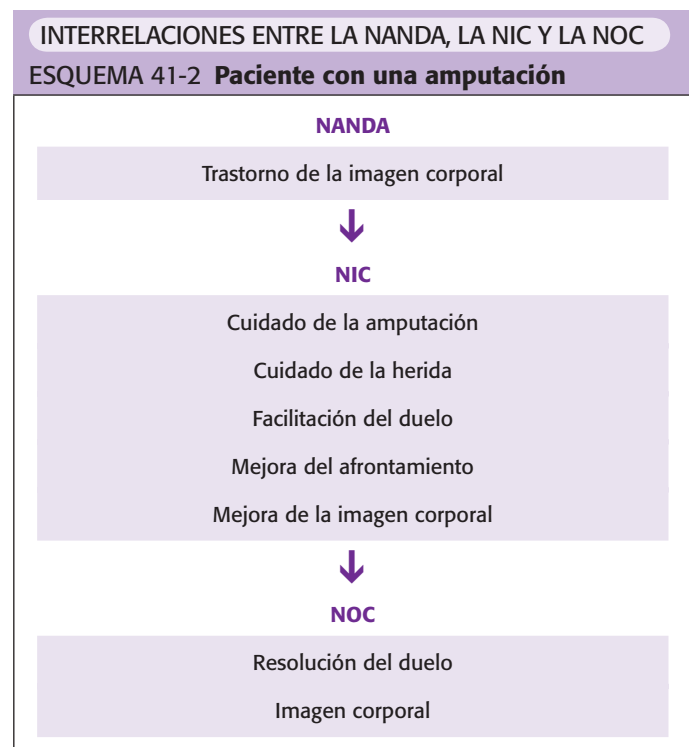 INTERRELACIONES ENTRE LA NANDA, LA NIC Y LA NOC
ESQUEMA 41-2 Paciente con una amputación
NANDA
Trastorno de la imagen corporal
NIC
Cuidado de la amputación
Cuidado de la herida
Facilitación del duelo
Mejora del afrontamiento
Mejora de la imagen corporal
NOC
Resolución del duelo
Imagen corporal